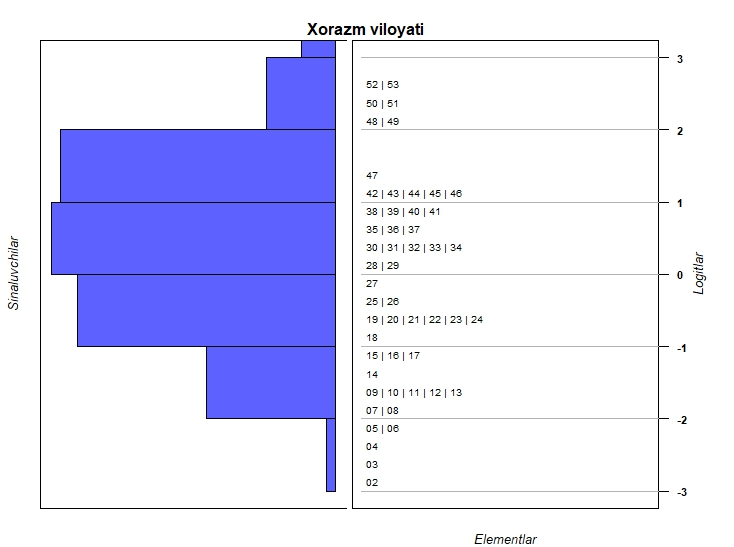 Xorazm viloyati
Sinaluvchilar
52 | 53
50 | 51
48 | 49
47
42 | 43 | 44 | 45 | 46
38 | 39 | 40 | 41
35 | 36 | 37
30 | 31 | 32 | 33 | 34
28 | 29
27
25 | 26
19 | 20 | 21 | 22 | 23 | 24
18
15 | 16 | 17
14
09 | 10 | 11 | 12 | 13
07 | 08
05 | 06
04
03
02
3
2
1
0
-1
-2
-3
Logitlar
Elementlar